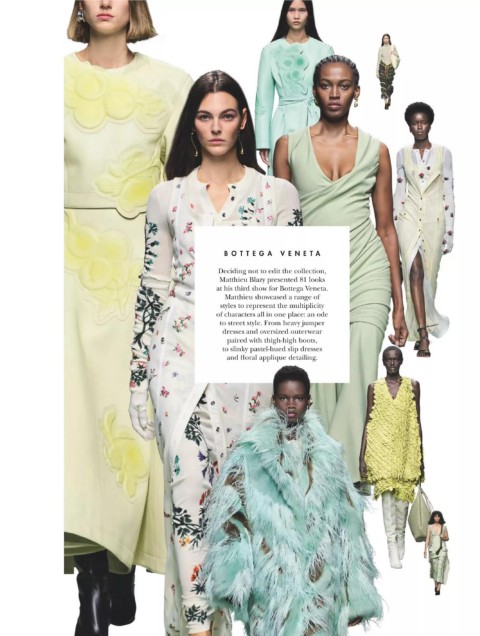 BOTTEGA VENETA
Deciding not to edit the collection,
Matthieu Blazy presented 81 looks
at his third show for Bottega Veneta.
Matthieu showcased a range of
styles to represent the multiplicity
of characters all in one place: an ode
to street style. From heavy jumper
dresses and oversized outerwear
paired with thigh-high boots,
to slinky pastel-hued slip dresses
and floral applique detailing.